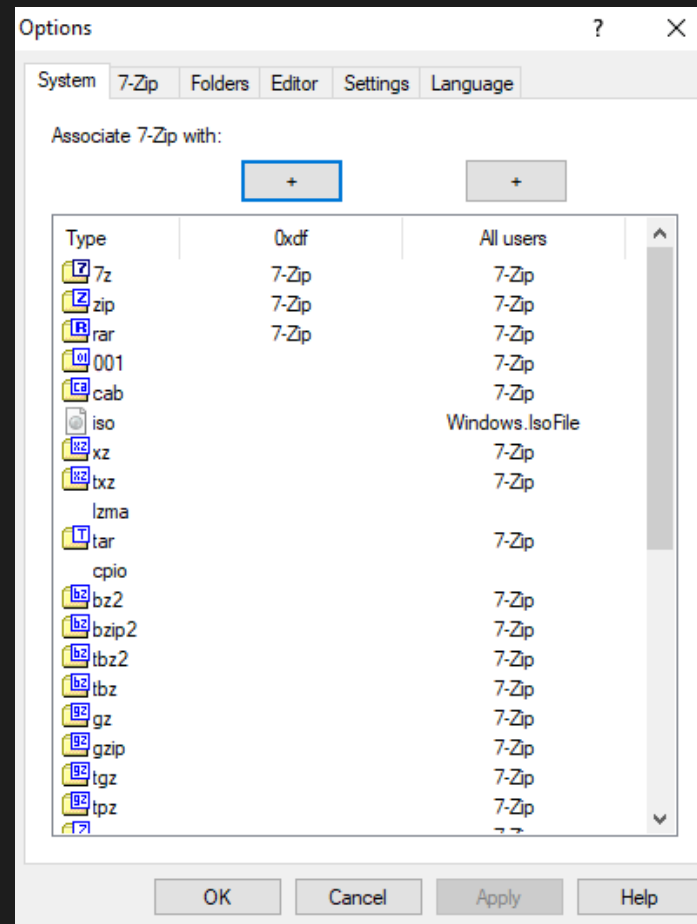 Options ?
System 7-Zip Folders Editor Settings Language
Associate 7-Zip with:
+ +
Type 0xdf All users
7z 7-Zip 7-Zip
zip 7-Zip 7-Zip
rar 7-Zip 7-Zip
001 7-Zip
cab 7-Zip
iso Windows.IsoFile
xz 7-Zip
txz 7-Zip
lzma
tar 7-Zip
cpio
bz2 7-Zip
bzip2 7-Zip
tbz2 7-Zip
tbz 7-Zip
gz 7-Zip
gzip 7-Zip
tgz 7-Zip
tpz 7-Zip
OK Cancel Apply Help